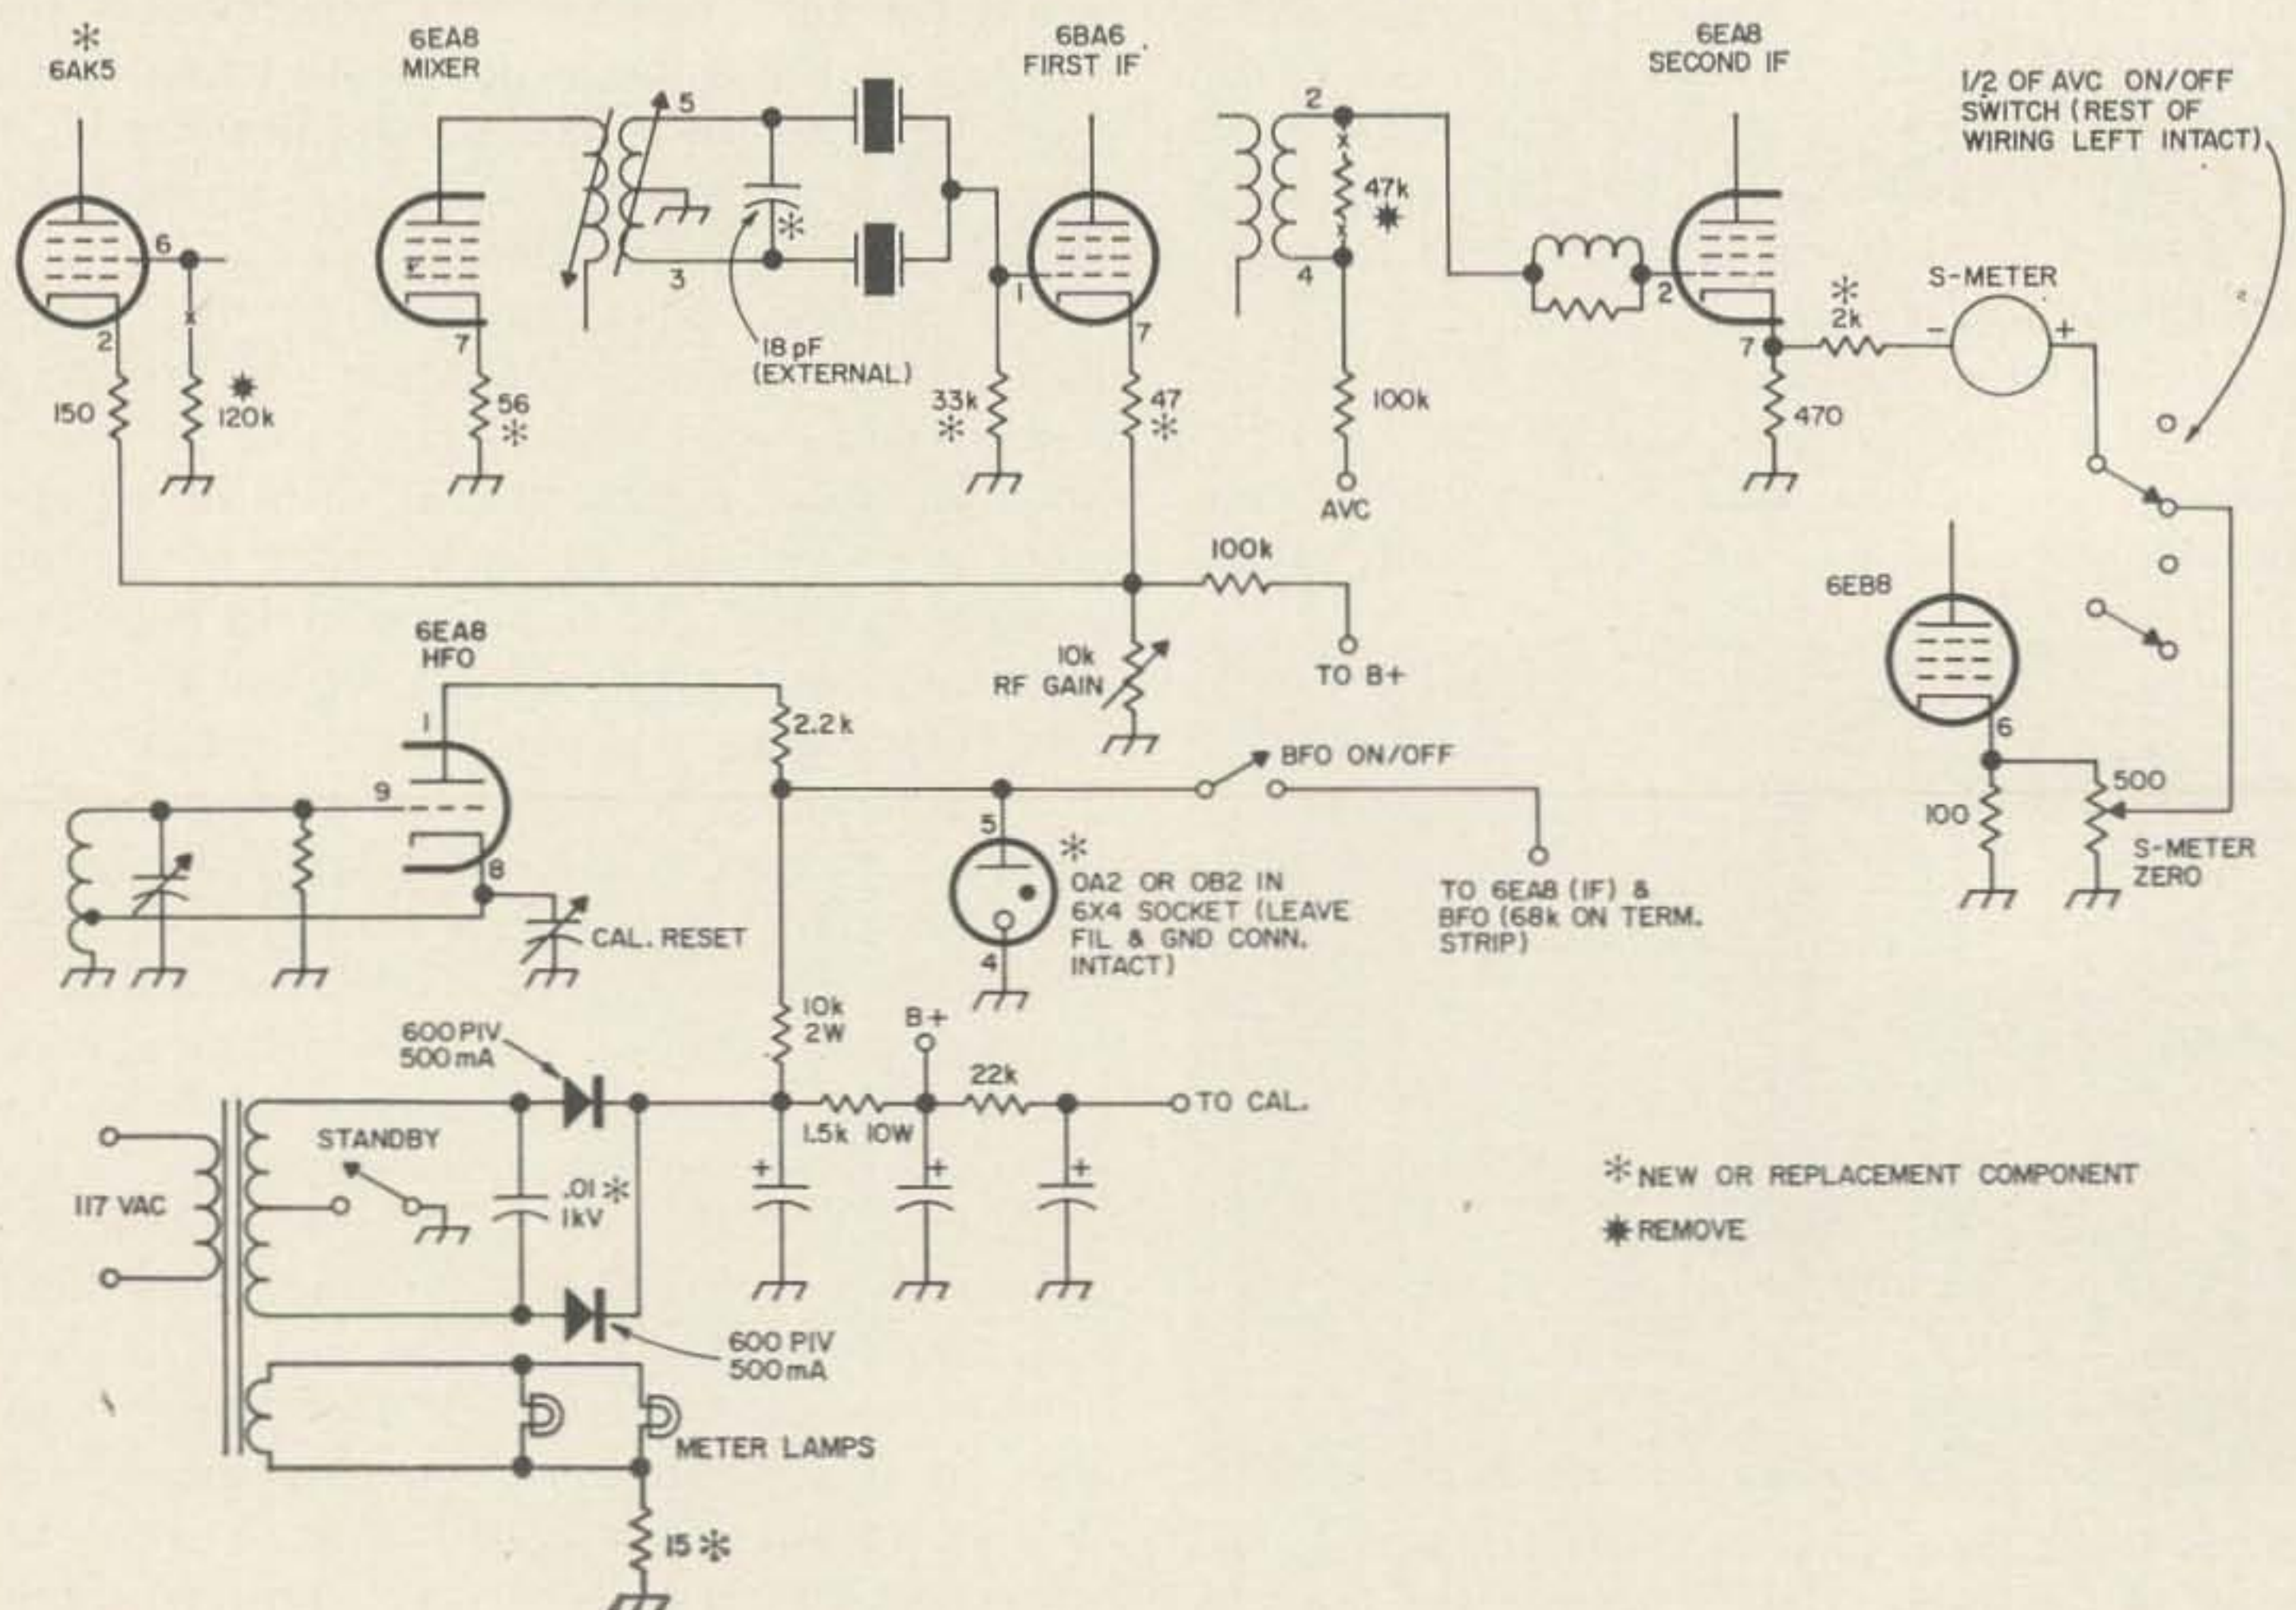 ✻
6AK5
6EA8
MIXER
6BA6
FIRST IF
6EA8
SECOND IF
1/2 OF AVC ON/OFF
SWITCH (REST OF
WIRING LEFT INTACT)
5
3
18 pF
(EXTERNAL)
✻
6
2
150
✸
120k
7
56
✻
1
33k
✻
7
47
✻
2
47k
✸
4
100k
AVC
2
7
✻
2k
S-METER
-
+
470
100k
TO B+
10k
RF GAIN
6EB8
6
100
500
S-METER
ZERO
6EA8
HFO
1
9
8
CAL. RESET
2.2k
BFO ON/OFF
5
✻
OA2 OR OB2 IN
6X4 SOCKET (LEAVE
FIL & GND CONN.
INTACT)
4
TO 6EA8 (IF) &
BFO (68k ON TERM.
STRIP)
10k
2W
B+
22k
TO CAL.
1.5k 10W
+
+
+
600 PIV
500mA
STANDBY
117 VAC
.01 ✻
1kV
600 PIV
500mA
METER LAMPS
15 ✻
✻ NEW OR REPLACEMENT COMPONENT
✸ REMOVE